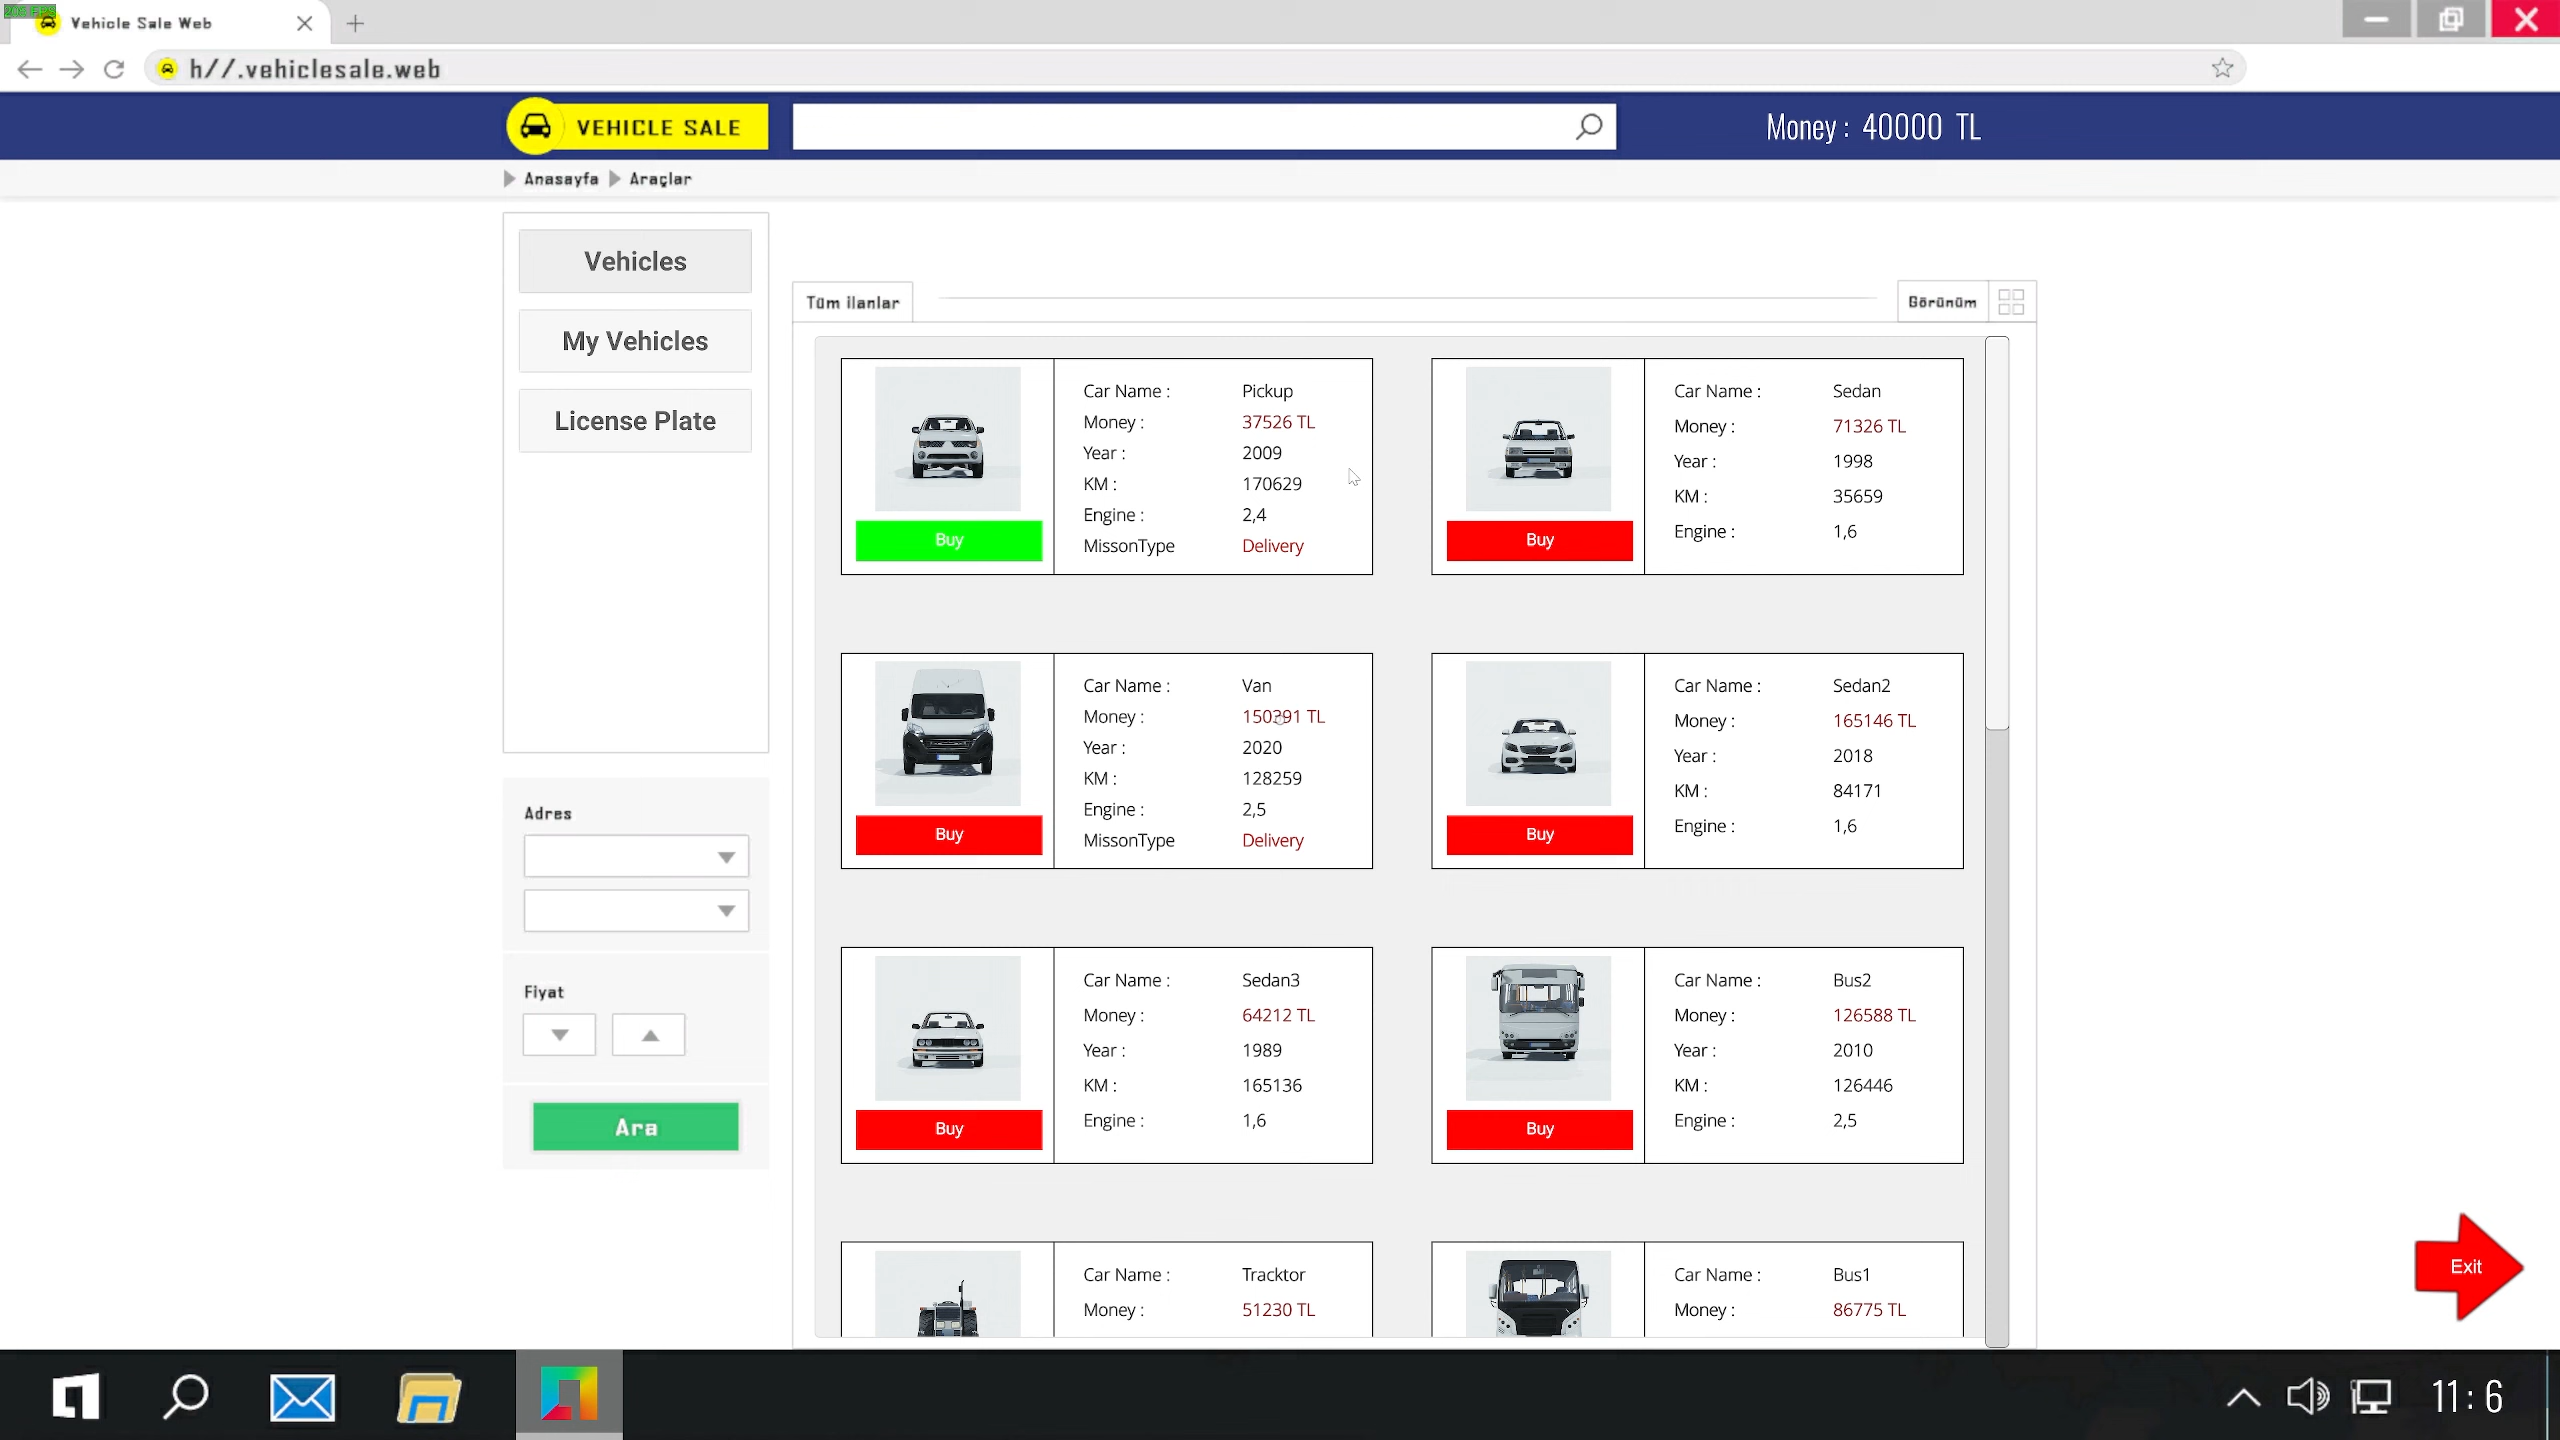 208 FPS
Vehicle Sale Web
h//.vehiclesale.web
VEHICLE SALE
Money : 40000 TL
Anasayfa Araçlar
Vehicles
My Vehicles
License Plate
Adres
Fiyat
Ara
Tüm ilanlar
Görünüm
Car Name : Pickup
Money : 37526 TL
Year : 2009
KM : 170629
Engine : 2,4
MissonType Delivery
Buy
Car Name : Sedan
Money : 71326 TL
Year : 1998
KM : 35659
Engine : 1,6
Buy
Car Name : Van
Money : 150391 TL
Year : 2020
KM : 128259
Engine : 2,5
MissonType Delivery
Buy
Car Name : Sedan2
Money : 165146 TL
Year : 2018
KM : 84171
Engine : 1,6
Buy
Car Name : Sedan3
Money : 64212 TL
Year : 1989
KM : 165136
Engine : 1,6
Buy
Car Name : Bus2
Money : 126588 TL
Year : 2010
KM : 126446
Engine : 2,5
Buy
Car Name : Tracktor
Money : 51230 TL
Car Name : Bus1
Money : 86775 TL
Exit
11 : 6